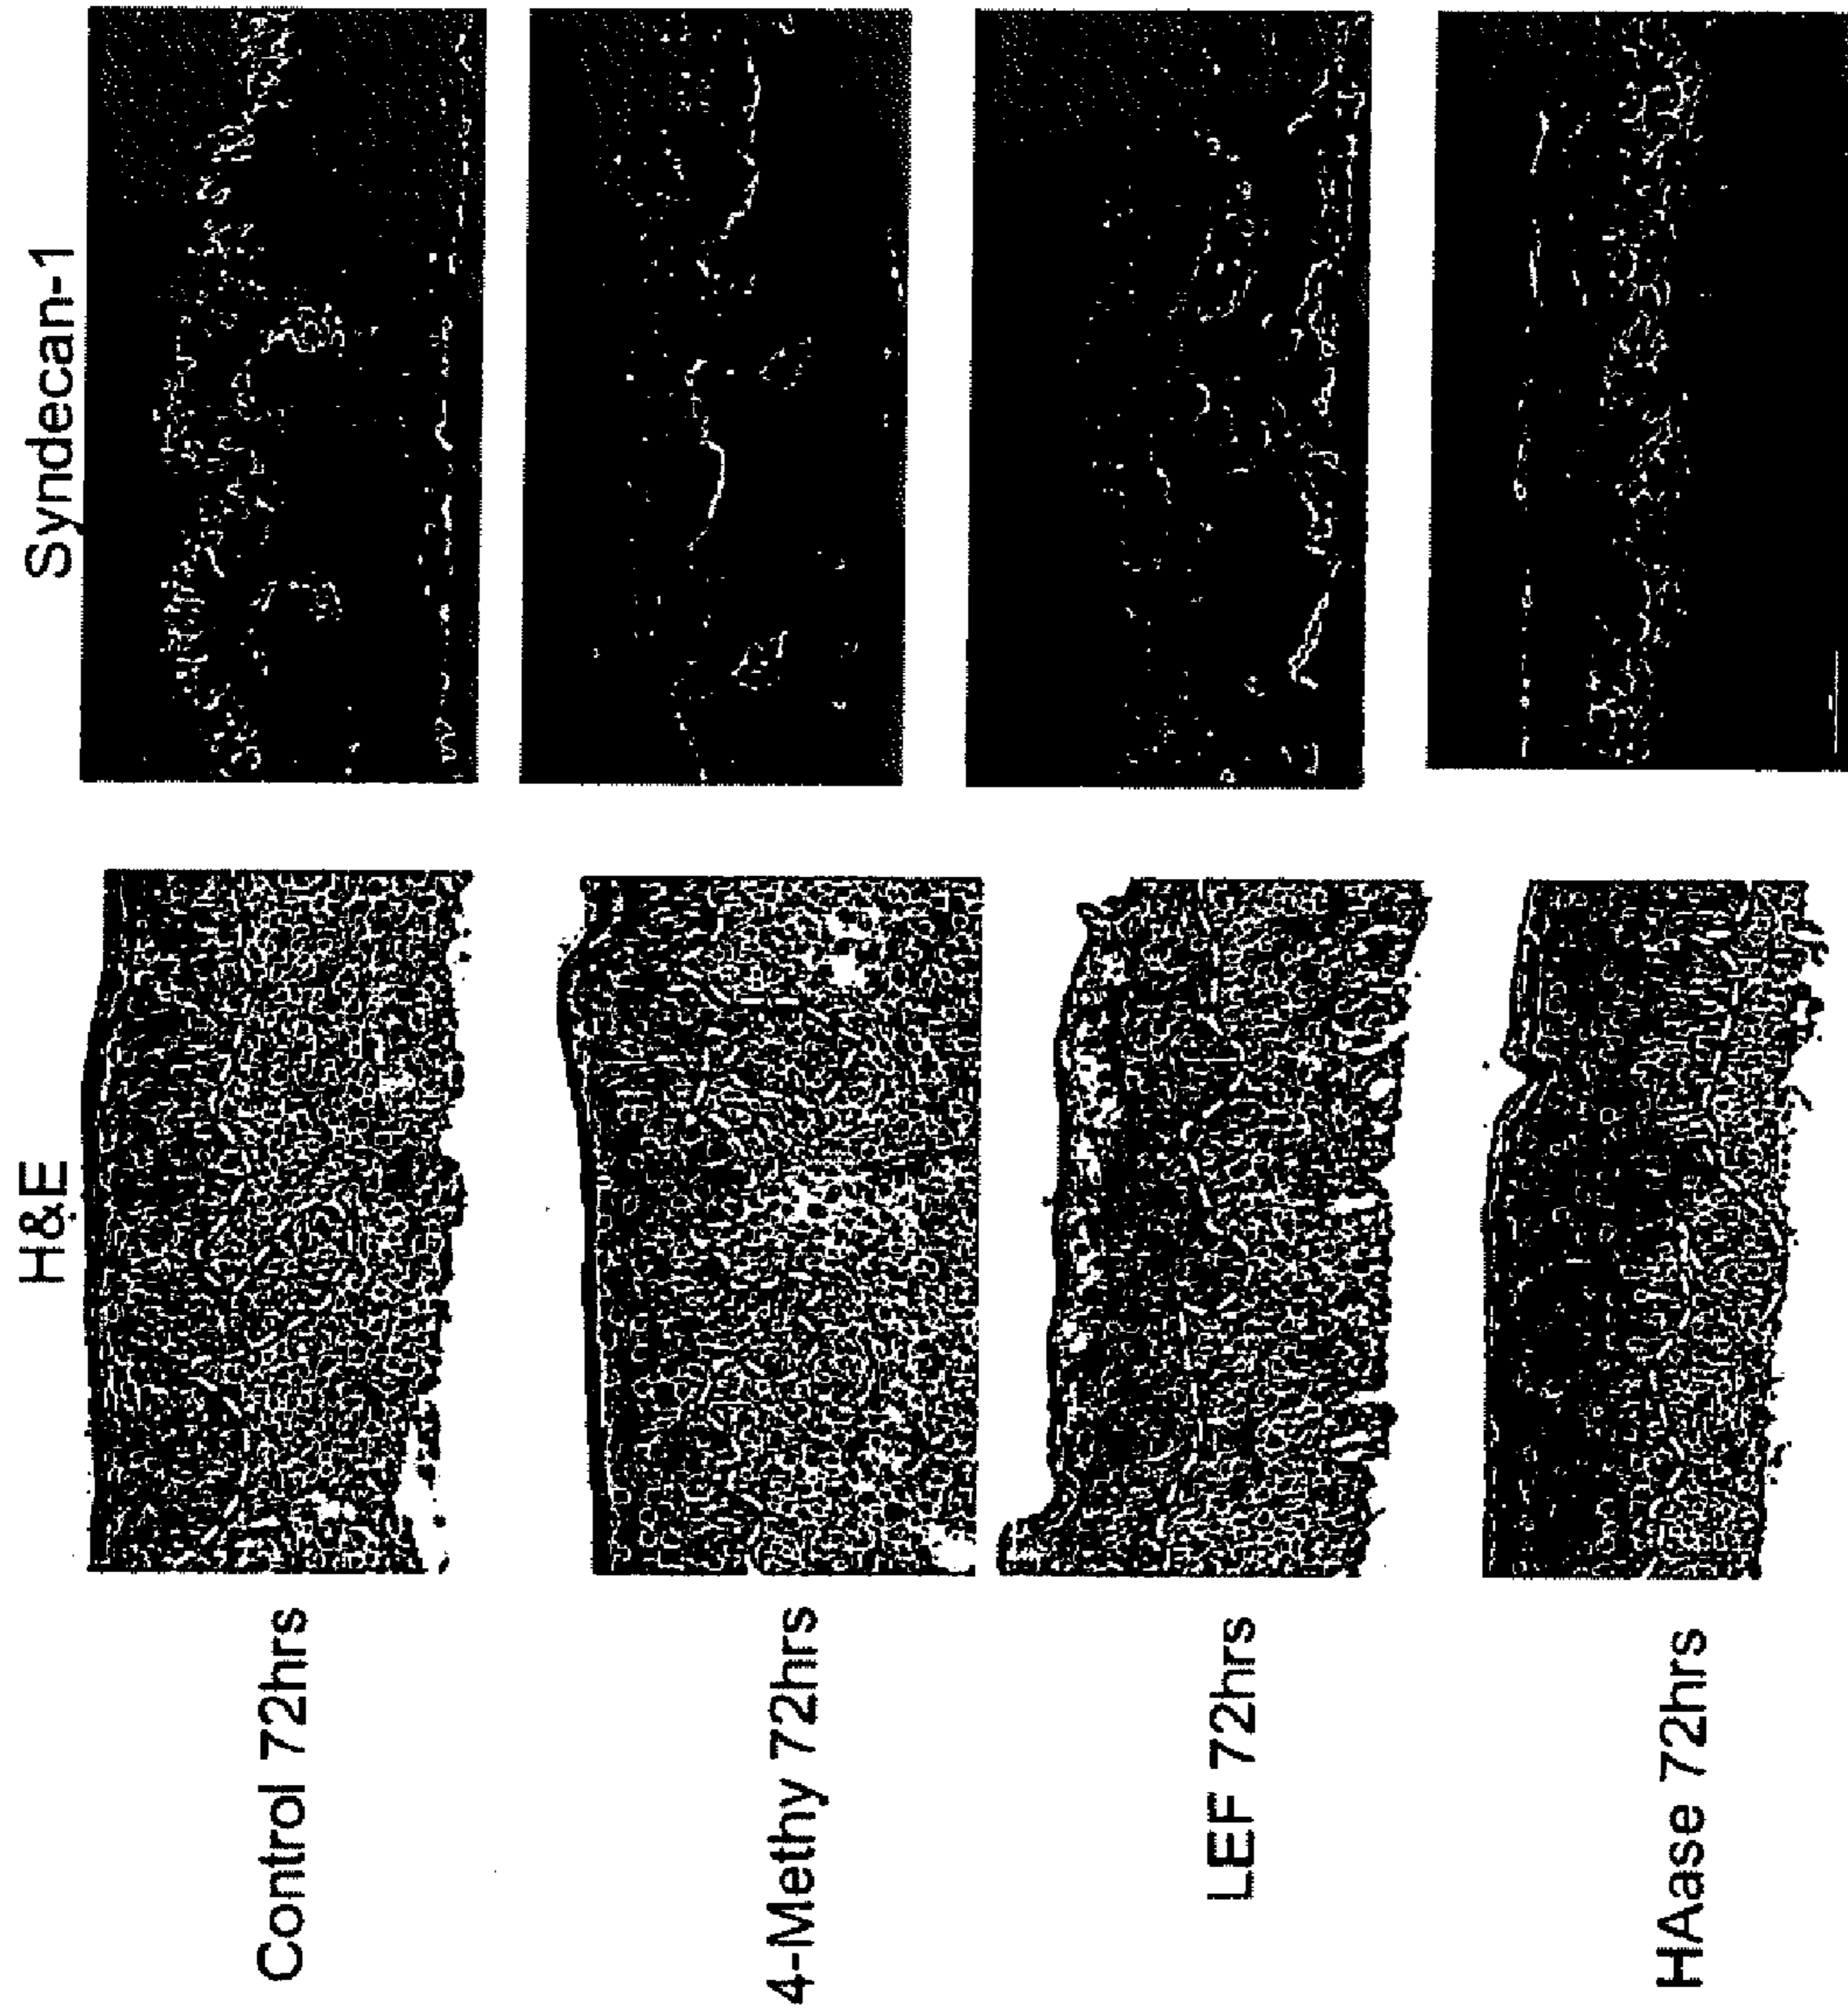 H&E
Syndecan-1
Control 72hrs
4-Methy 72hrs
LEF 72hrs
HAase 72hrs